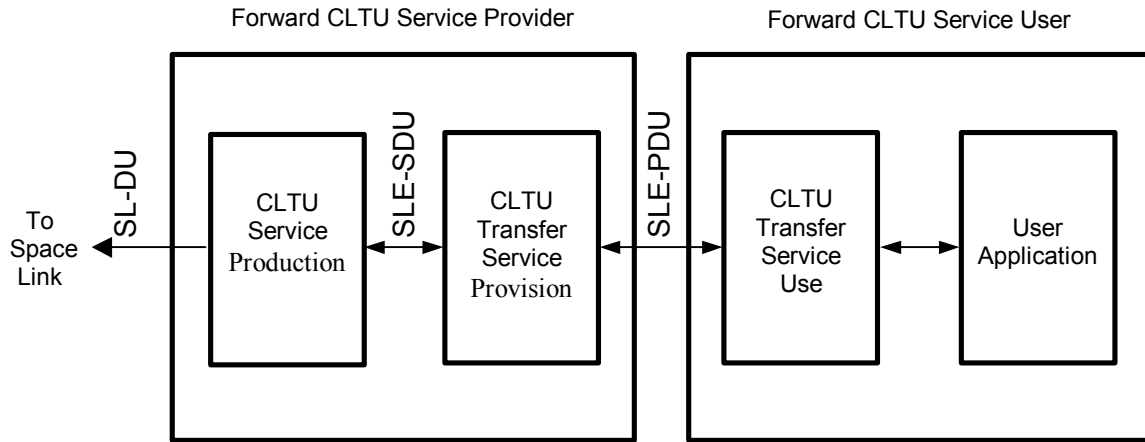 Forward CLTU Service Provider
Forward CLTU Service User
To
Space
Link
SL-DU
CLTU
Service
Production
SLE-SDU
CLTU
Transfer
Service
Provision
SLE-PDU
CLTU
Transfer
Service
Use
User
Application